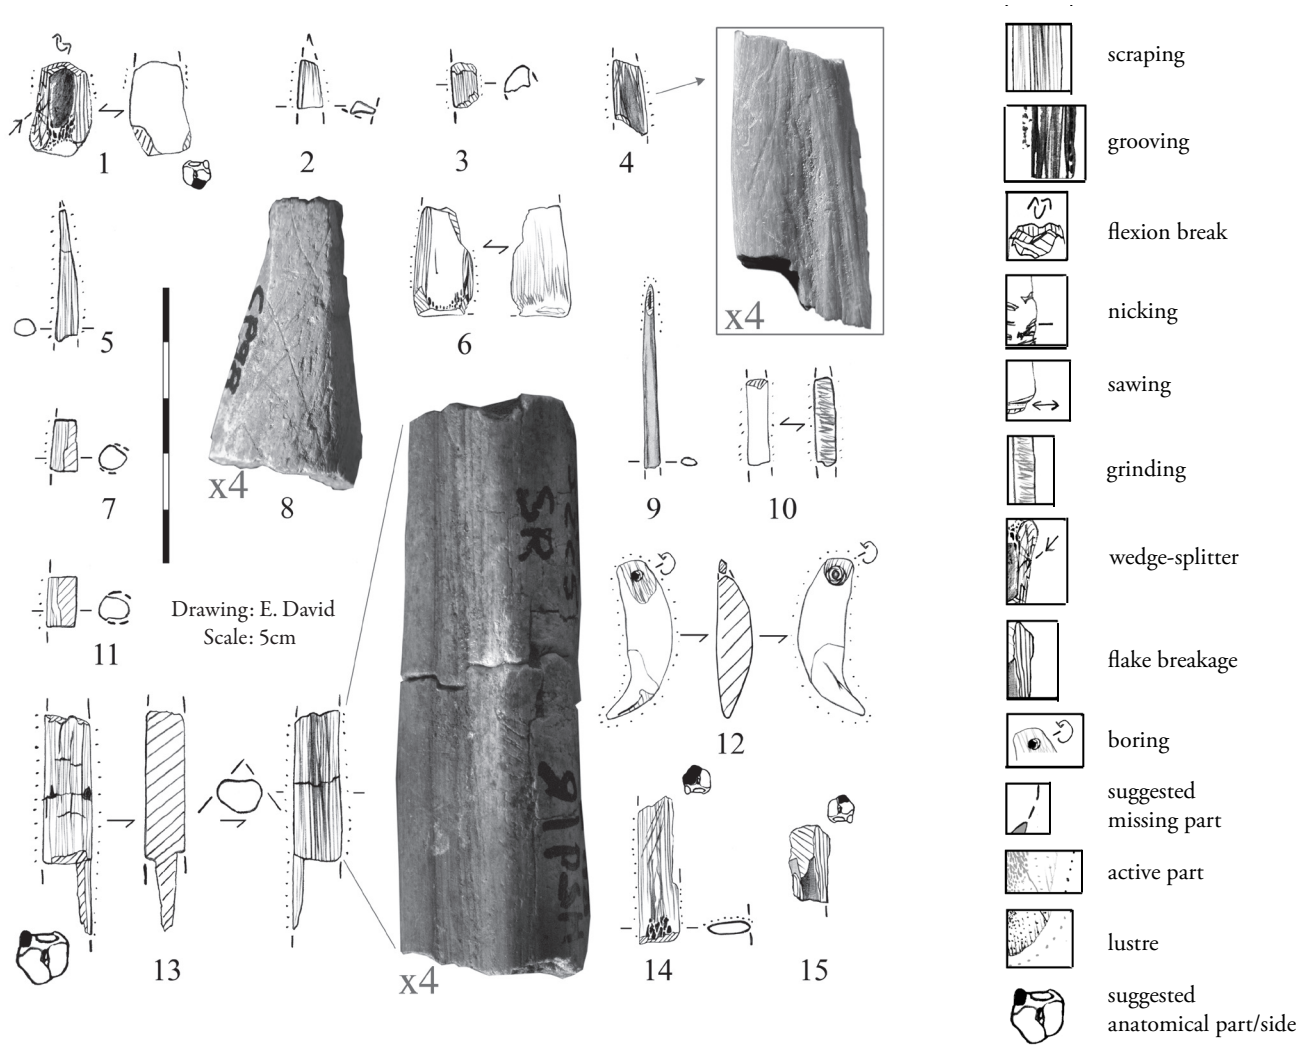 1
2
3
4
x4
5
6
x4
8
7
9
10
11
Drawing: E. David
Scale: 5cm
SR
12
13
x4
14
15
scraping
grooving
flexion break
nicking
sawing
grinding
wedge-splitter
flake breakage
boring
suggested
missing part
active part
lustre
suggested
anatomical part/side